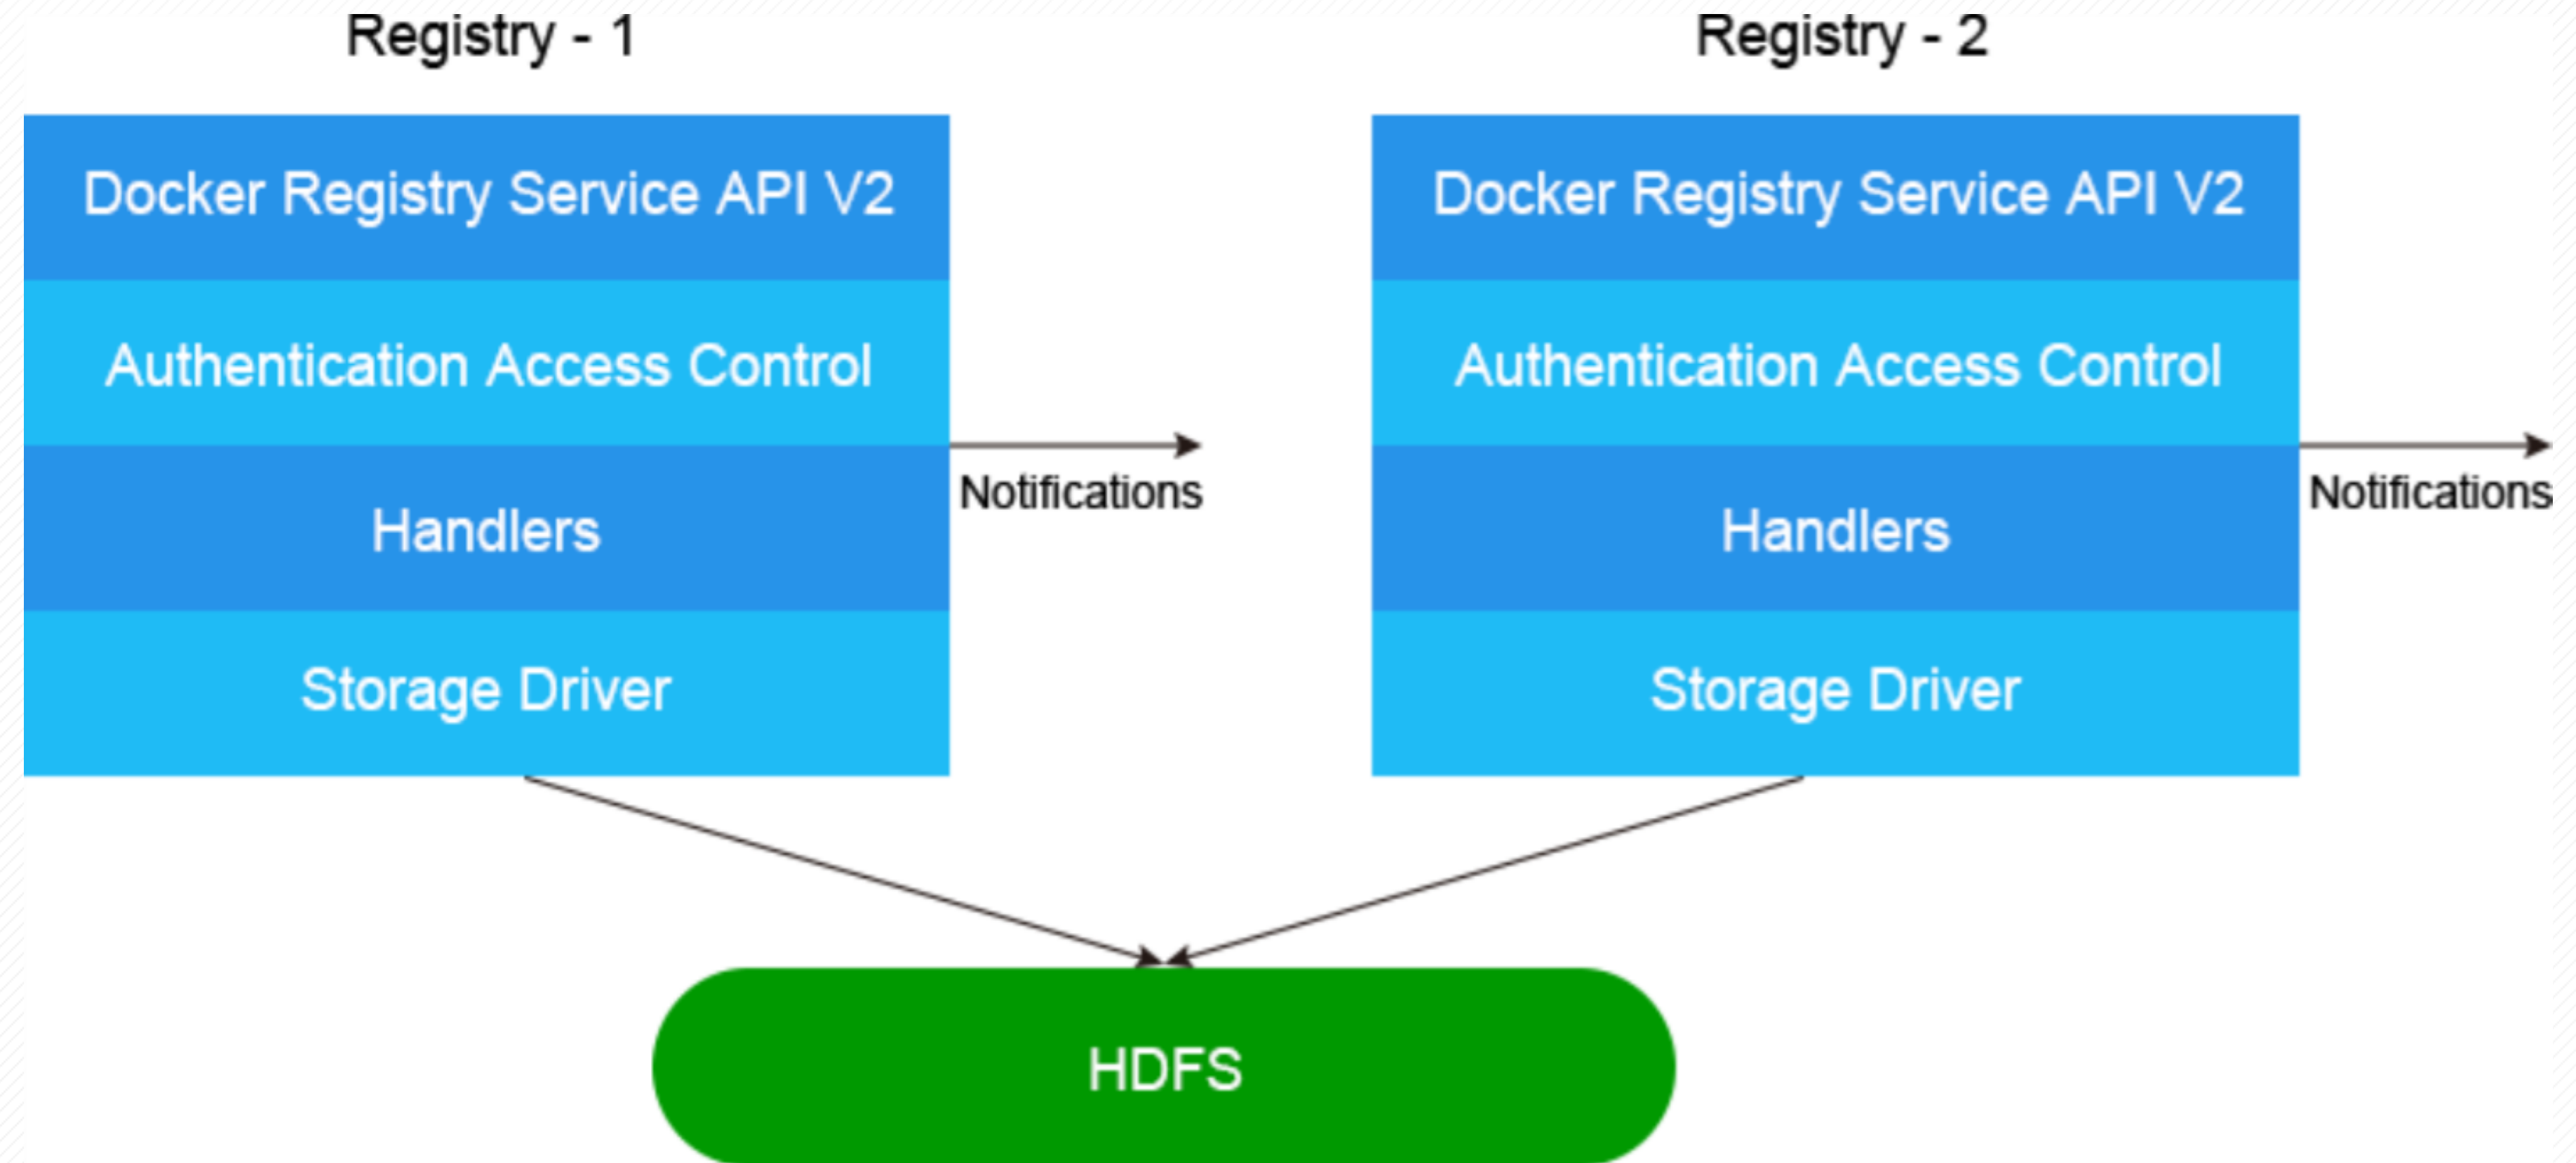 Registry - 1
Registry - 2
Docker Registry Service API V2
Authentication Access Control
Handlers
Storage Driver
Notifications
Docker Registry Service API V2
Authentication Access Control
Handlers
Storage Driver
Notifications
HDFS